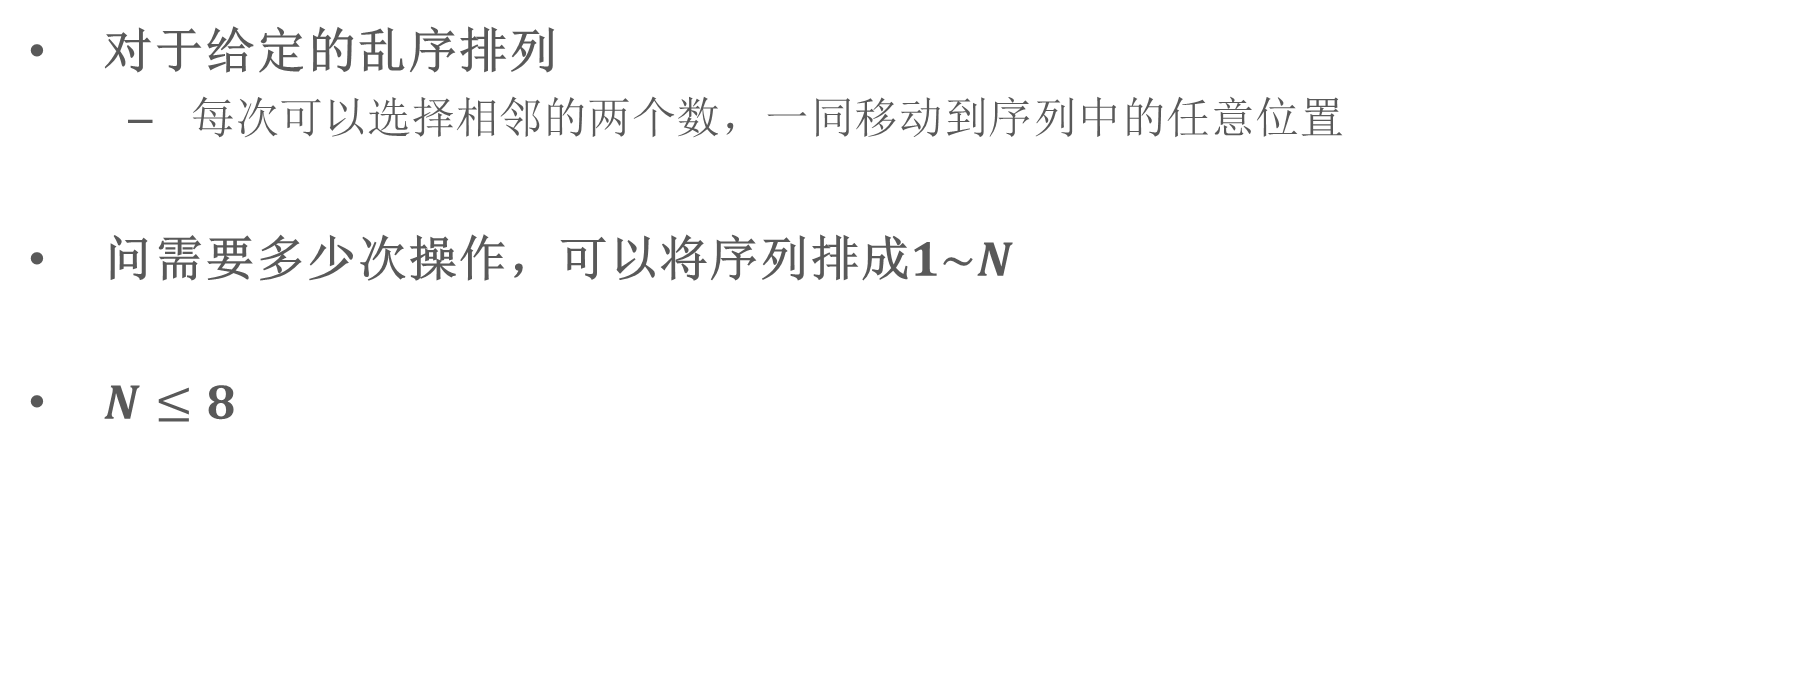 • 对于给定的乱序排列
– 每次可以选择相邻的两个数，一同移动到序列中的任意位置
• 问需要多少次操作，可以将序列排成1~N
• N ≤ 8